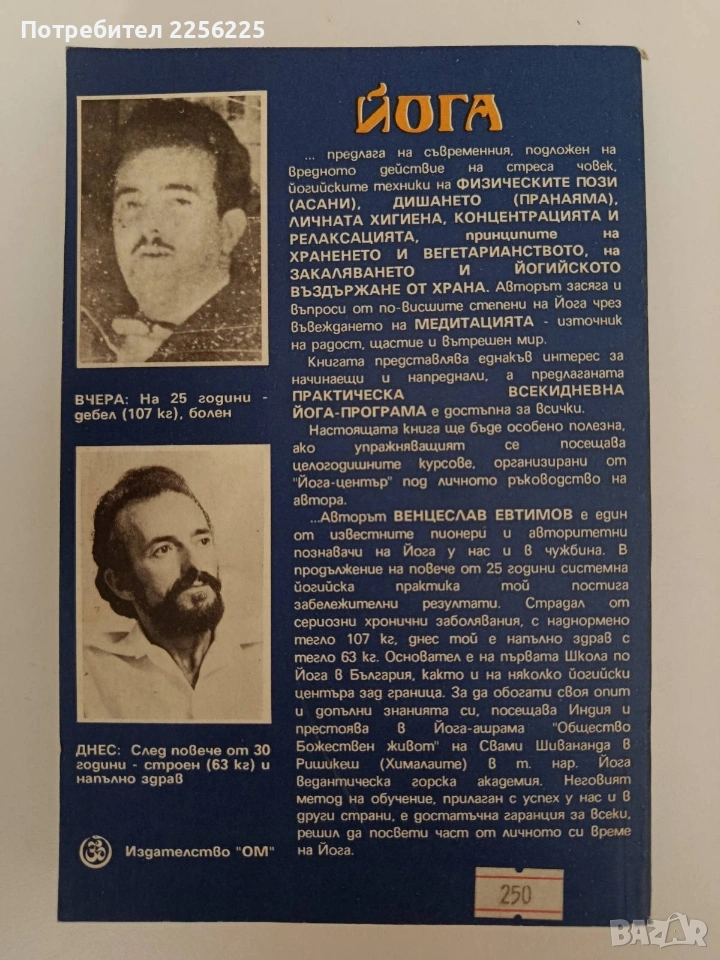 Потребител 2256225
ЙОГА
... предлага на съвременния, подложен на
вредното действие на стреса човек,
йогийските техники на ФИЗИЧЕСКИТЕ ПОЗИ
(АСАНИ), ДИШАНЕТО (ПРАНАЯМА),
ЛИЧНАТА ХИГИЕНА, КОНЦЕНТРАЦИЯТА И
РЕЛАКСАЦИЯТА, принципите на
ХРАНЕНЕТО И ВЕГЕТАРИАНСТВОТО, на
ЗАКАЛЯВАНЕТО И ЙОГИЙСКОТО
ВЪЗДЪРЖАНЕ ОТ ХРАНА. Авторът засяга и
въпроси от по-висшите степени на Йога чрез
въвеждането на МЕДИТАЦИЯТА - източник
на радост, щастие и вътрешен мир.
Книгата представлява еднакъв интерес за
начинаещи и напреднали, а предлаганата
ПРАКТИЧЕСКА ВСЕКИДНЕВНА
ЙОГА-ПРОГРАМА е достъпна за всички.
Настоящата книга ще бъде особено полезна,
ако упражняващият се посещава
целогодишните курсове, организирани от
"Йога-център" под личното ръководство на
автора.
...Авторът ВЕНЦЕСЛАВ ЕВТИМОВ е един
от известните пионери и авторитетни
познавачи на Йога у нас и в чужбина. В
продължение на повече от 25 години системна
йогийска практика той постига
забележителни резултати. Страдал от
сериозни хронични заболявания, с наднормено
тегло 107 кг, днес той е напълно здрав с
тегло 63 кг. Основател е на първата Школа по
Йога в България, както и на няколко йогийски
центъра зад граница. За да обогати своя опит
и допълни знанията си, посещава Индия и
престоява в Йога-ашрама "Общество
Божествен живот" на Свами Шивананда в
Ришикеш (Хималаите) в т. нар. Йога
ведантическа горска академия. Неговият
метод на обучение, прилаган с успех у нас и в
други страни, е достатъчна гаранция за всеки,
решил да посвети част от личното си време
на Йога.
ВЧЕРА: На 25 години -
дебел (107 кг), болен
ДНЕС: След повече от 30
години - строен (63 кг) и
напълно здрав
ॐ Издателство "ОМ"
250
BAZAR